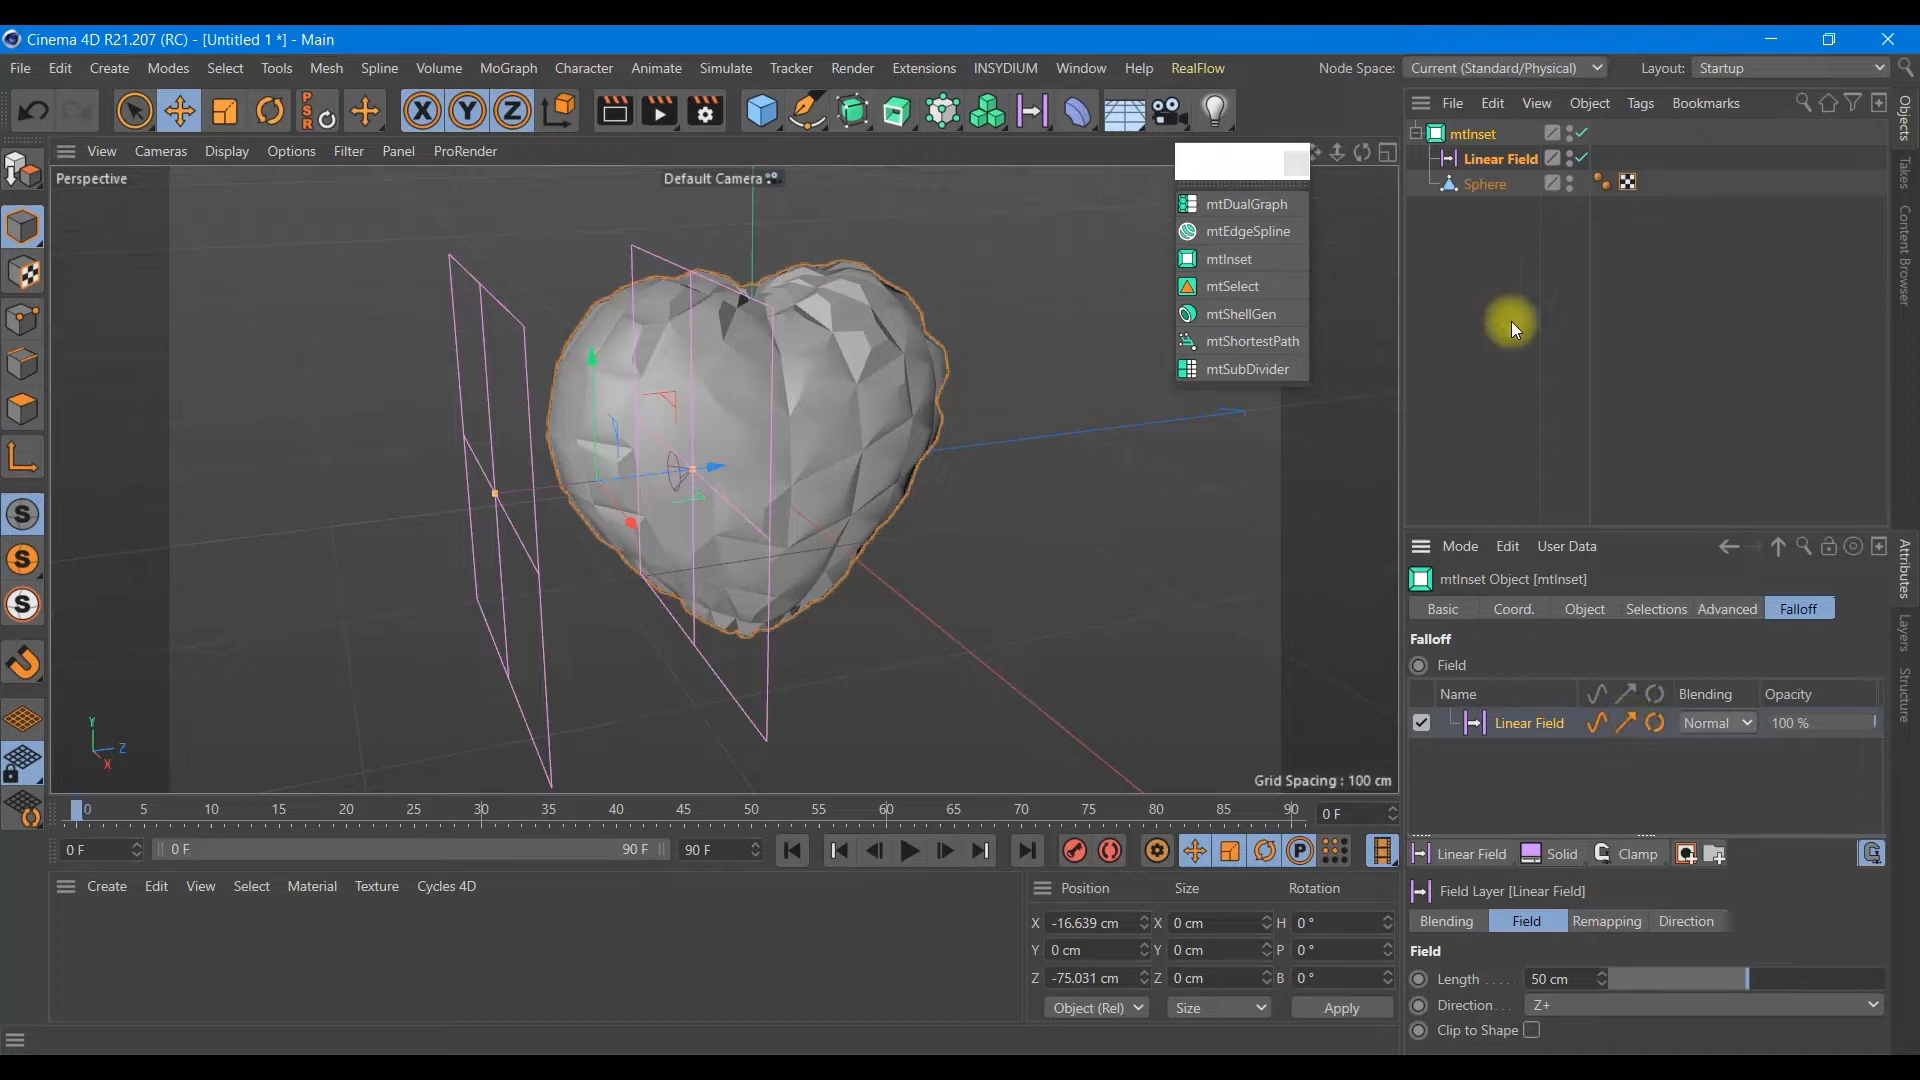 Cinema 4D R21.207 (RC) - [Untitled 1 *] - Main
File Edit Create Modes Select Tools Mesh Spline Volume MoGraph Character Animate Simulate Tracker Render Extensions INSYDIUM Window Help RealFlow Node Space: Current (Standard/Physical) Layout: Startup
P S R X Y Z
File Edit View Object Tags Bookmarks
View Cameras Display Options Filter Panel ProRender
Perspective
Default Camera
mtInset
Linear Field
Sphere
mtDualGraph
mtEdgeSpline
mtInset
mtSelect
mtShellGen
mtShortestPath
mtSubDivider
Objects
Takes
Content Browser
S
S
S
Y
Z
X
Grid Spacing : 100 cm
Mode Edit User Data
mtInset Object [mtInset]
Basic Coord. Object Selections Advanced Falloff
Falloff
Field
Name Blending Opacity
Linear Field Normal 100 %
Attributes
Layers
Structure
0 5 10 15 20 25 30 35 40 45 50 55 60 65 70 75 80 85 90 0 F
0 F 0 F 90 F 90 F P
Linear Field Solid Clamp
Create Edit View Select Material Texture Cycles 4D
Position Size Rotation
X -16.639 cm X 0 cm H 0 °
Y 0 cm Y 0 cm P 0 °
Z -75.031 cm Z 0 cm B 0 °
Object (Rel) Size Apply
Field Layer [Linear Field]
Blending Field Remapping Direction
Field
Length . . . . . 50 cm
Direction. . . Z+
Clip to Shape